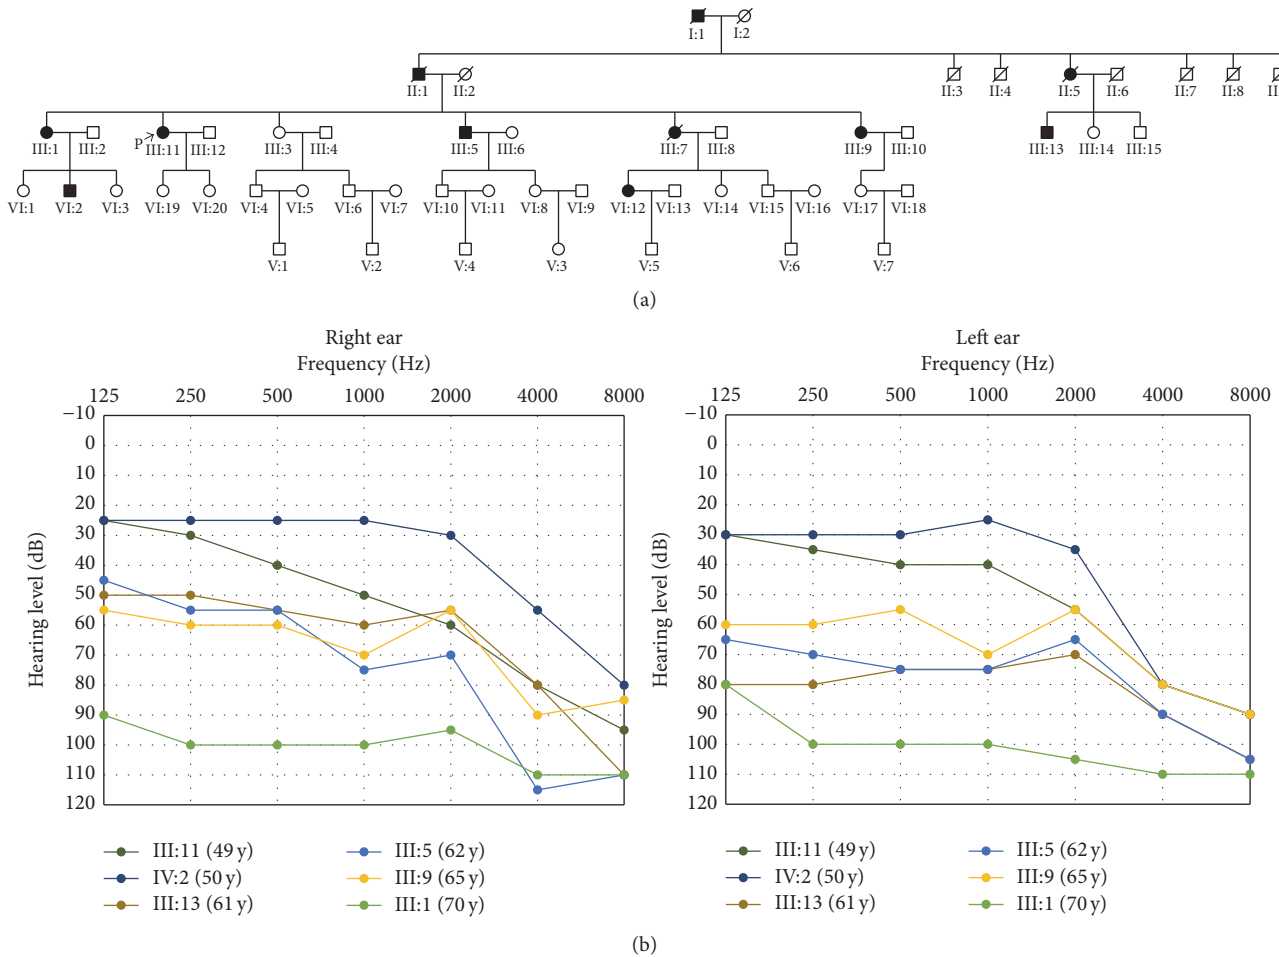 I:1 I:2
II:1 II:2 II:3 II:4 II:5 II:6 II:7 II:8 II
P III:1 III:2 III:11 III:12 III:3 III:4 III:5 III:6 III:7 III:8 III:9 III:10 III:13 III:14 III:15
VI:1 VI:2 VI:3 VI:19 VI:20 VI:4 VI:5 VI:6 VI:7 VI:10 VI:11 VI:8 VI:9 VI:12 VI:13 VI:14 VI:15 VI:16 VI:17 VI:18
V:1 V:2 V:4 V:3 V:5 V:6 V:7
(a)
Right ear
Frequency (Hz)
125 250 500 1000 2000 4000 8000
−10
0
10
20
30
40
50
60
70
80
90
100
110
120
Hearing level (dB)
III:11 (49 y) III:5 (62 y)
IV:2 (50 y) III:9 (65 y)
III:13 (61 y) III:1 (70 y)
Left ear
Frequency (Hz)
125 250 500 1000 2000 4000 8000
−10
0
10
20
30
40
50
60
70
80
90
100
110
120
Hearing level (dB)
III:11 (49 y) III:5 (62 y)
IV:2 (50 y) III:9 (65 y)
III:13 (61 y) III:1 (70 y)
(b)